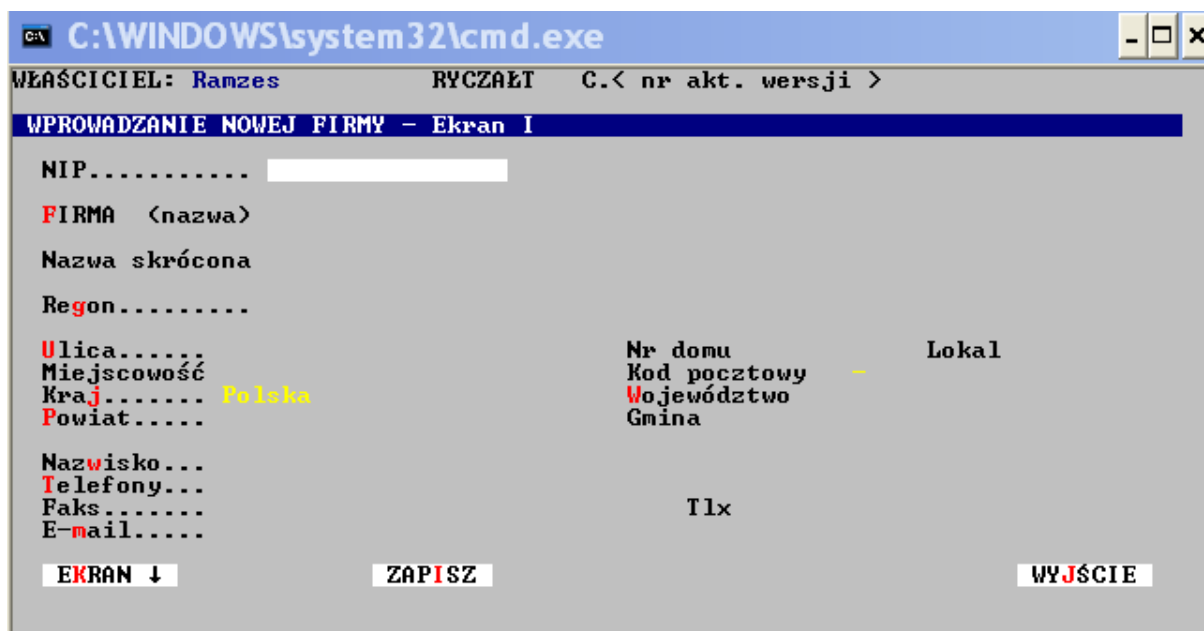 C:\WINDOWS\system32\cmd.exe
WŁAŚCICIEL: Ramzes RYCZAŁT C.< nr akt. wersji >
WPROWADZANIE NOWEJ FIRMY - Ekran I
NIP...........
FIRMA (nazwa)
Nazwa skrócona
Regon.........
Ulica...... Nr domu Lokal
Miejscowość Kod pocztowy -
Kraj....... Polska Województwo
Powiat..... Gmina
Nazwisko...
Telefony...
Faks....... Tlx
E-mail.....
EKRAN ↓ ZAPISZ WYJŚCIE